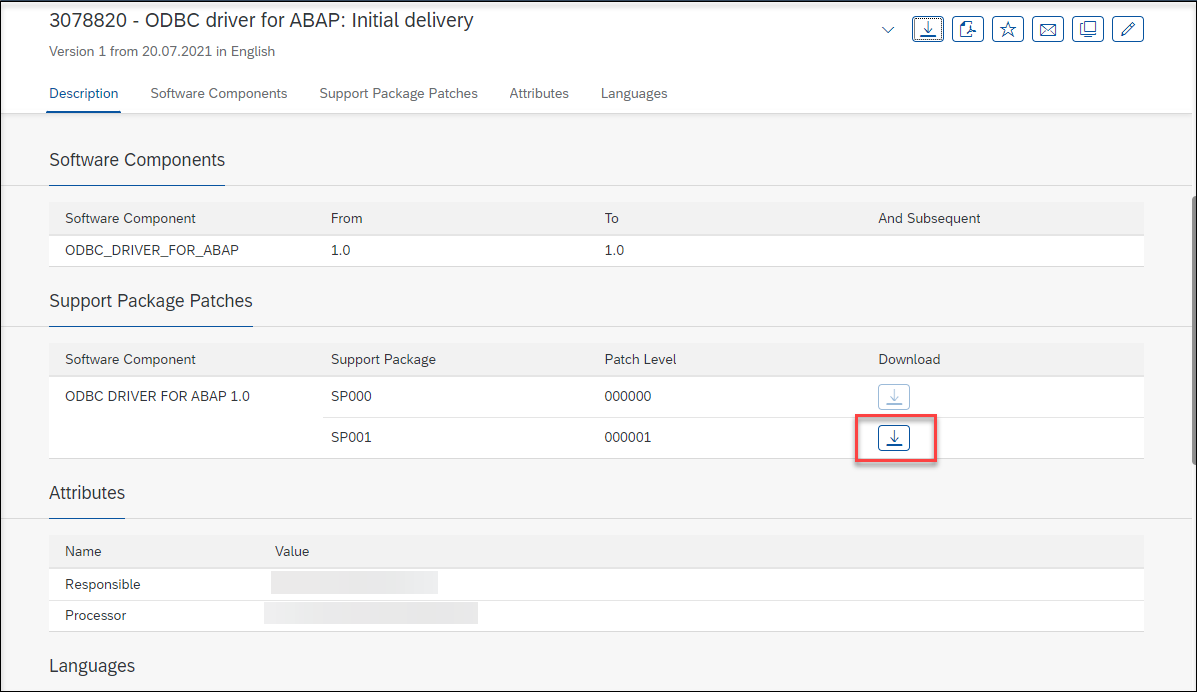 3078820 - ODBC driver for ABAP: Initial delivery
Version 1 from 20.07.2021 in English
Description Software Components Support Package Patches Attributes Languages
Software Components
Software Component From To And Subsequent
ODBC_DRIVER_FOR_ABAP 1.0 1.0
Support Package Patches
Software Component Support Package Patch Level Download
ODBC DRIVER FOR ABAP 1.0 SP000 000000
SP001 000001
Attributes
Name Value
Responsible
Processor
Languages